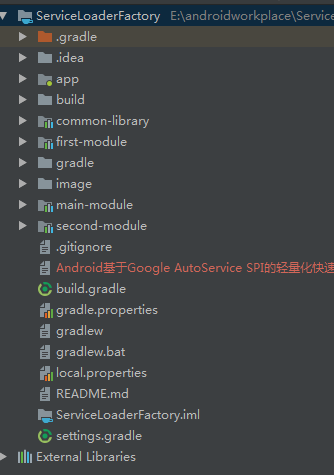 ServiceLoaderFactory E:\androidworkplace\Service
.gradle
.idea
app
build
common-library
first-module
gradle
image
main-module
second-module
.gitignore
Android基于Google AutoService SPI的轻量化快速
build.gradle
gradle.properties
gradlew
gradlew.bat
local.properties
README.md
ServiceLoaderFactory.iml
settings.gradle
External Libraries